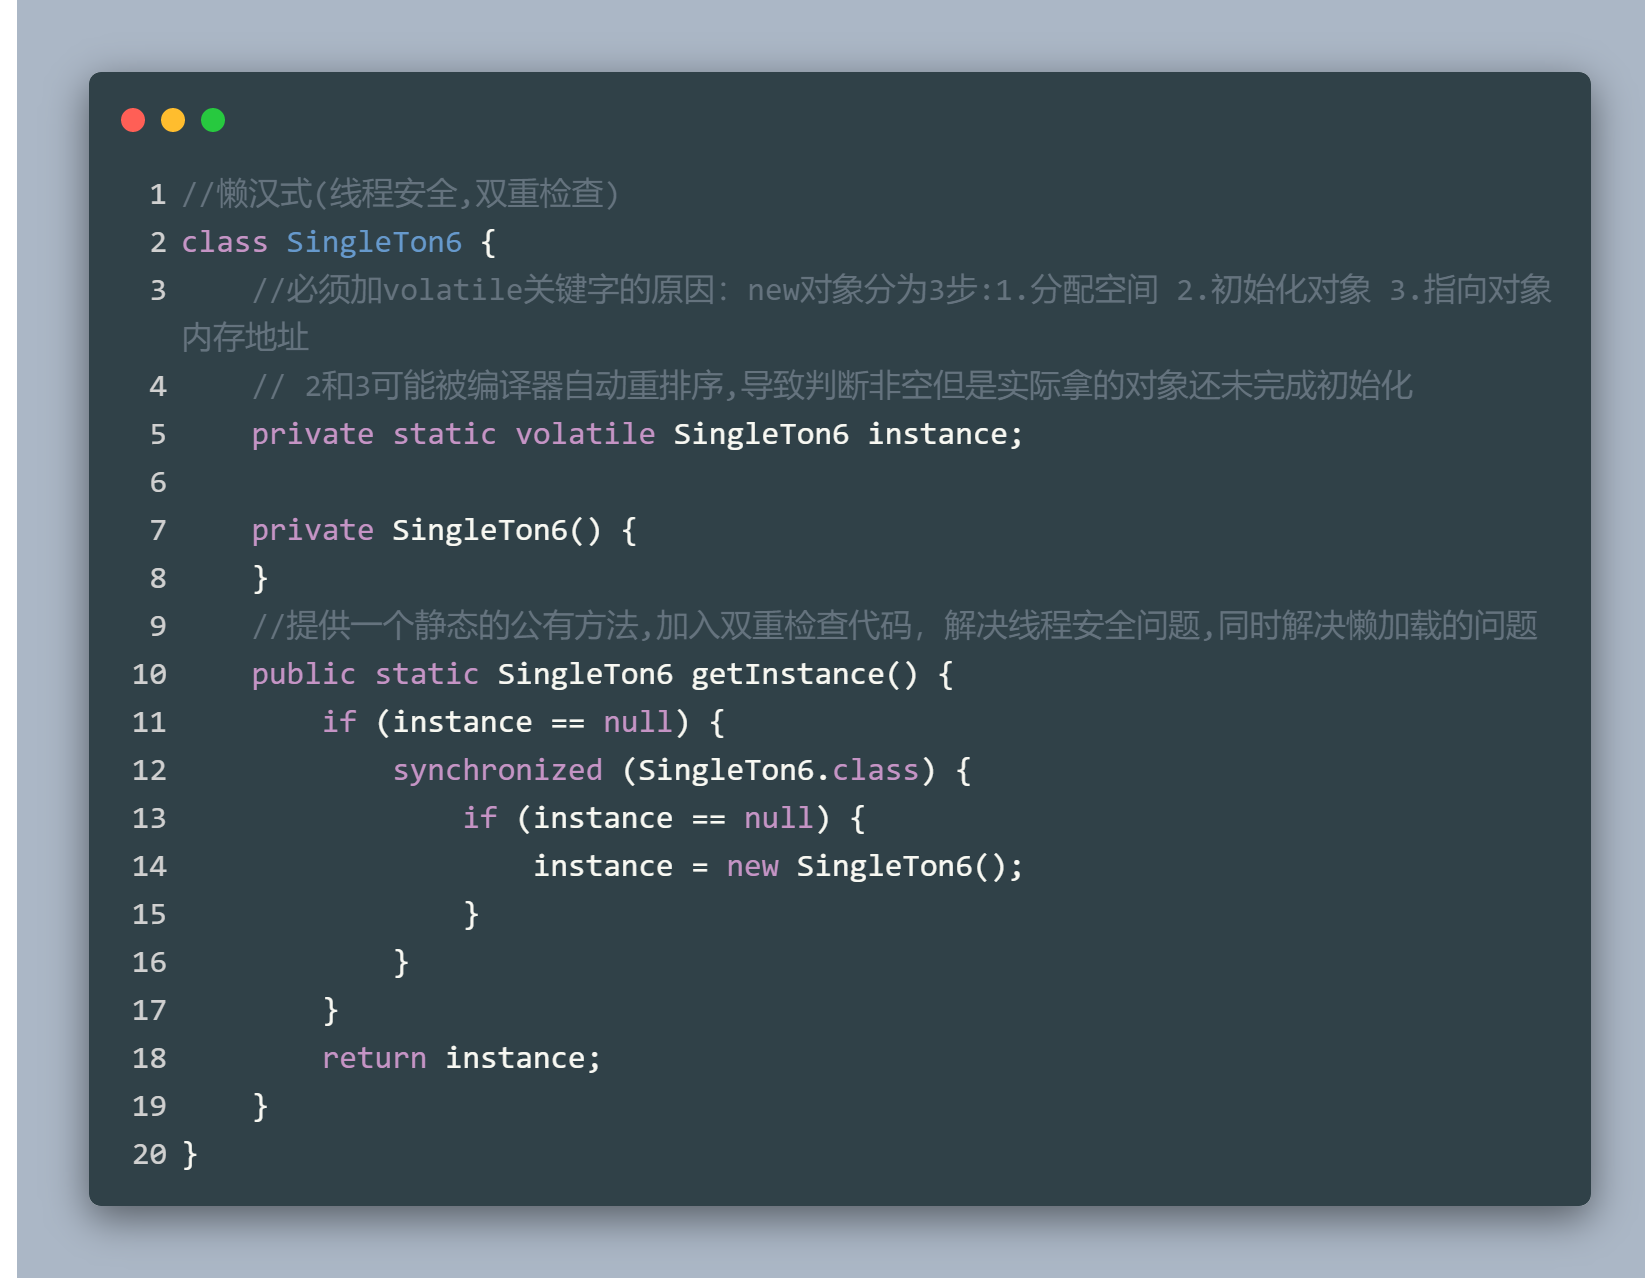 1 //懒汉式(线程安全,双重检查)
2 class SingleTon6 {
3     //必须加volatile关键字的原因：new对象分为3步:1.分配空间 2.初始化对象 3.指向对象
内存地址
4     // 2和3可能被编译器自动重排序,导致判断非空但是实际拿的对象还未完成初始化
5     private static volatile SingleTon6 instance;
6
7     private SingleTon6() {
8     }
9     //提供一个静态的公有方法,加入双重检查代码，解决线程安全问题,同时解决懒加载的问题
10     public static SingleTon6 getInstance() {
11         if (instance == null) {
12             synchronized (SingleTon6.class) {
13                 if (instance == null) {
14                     instance = new SingleTon6();
15                 }
16             }
17         }
18         return instance;
19     }
20 }